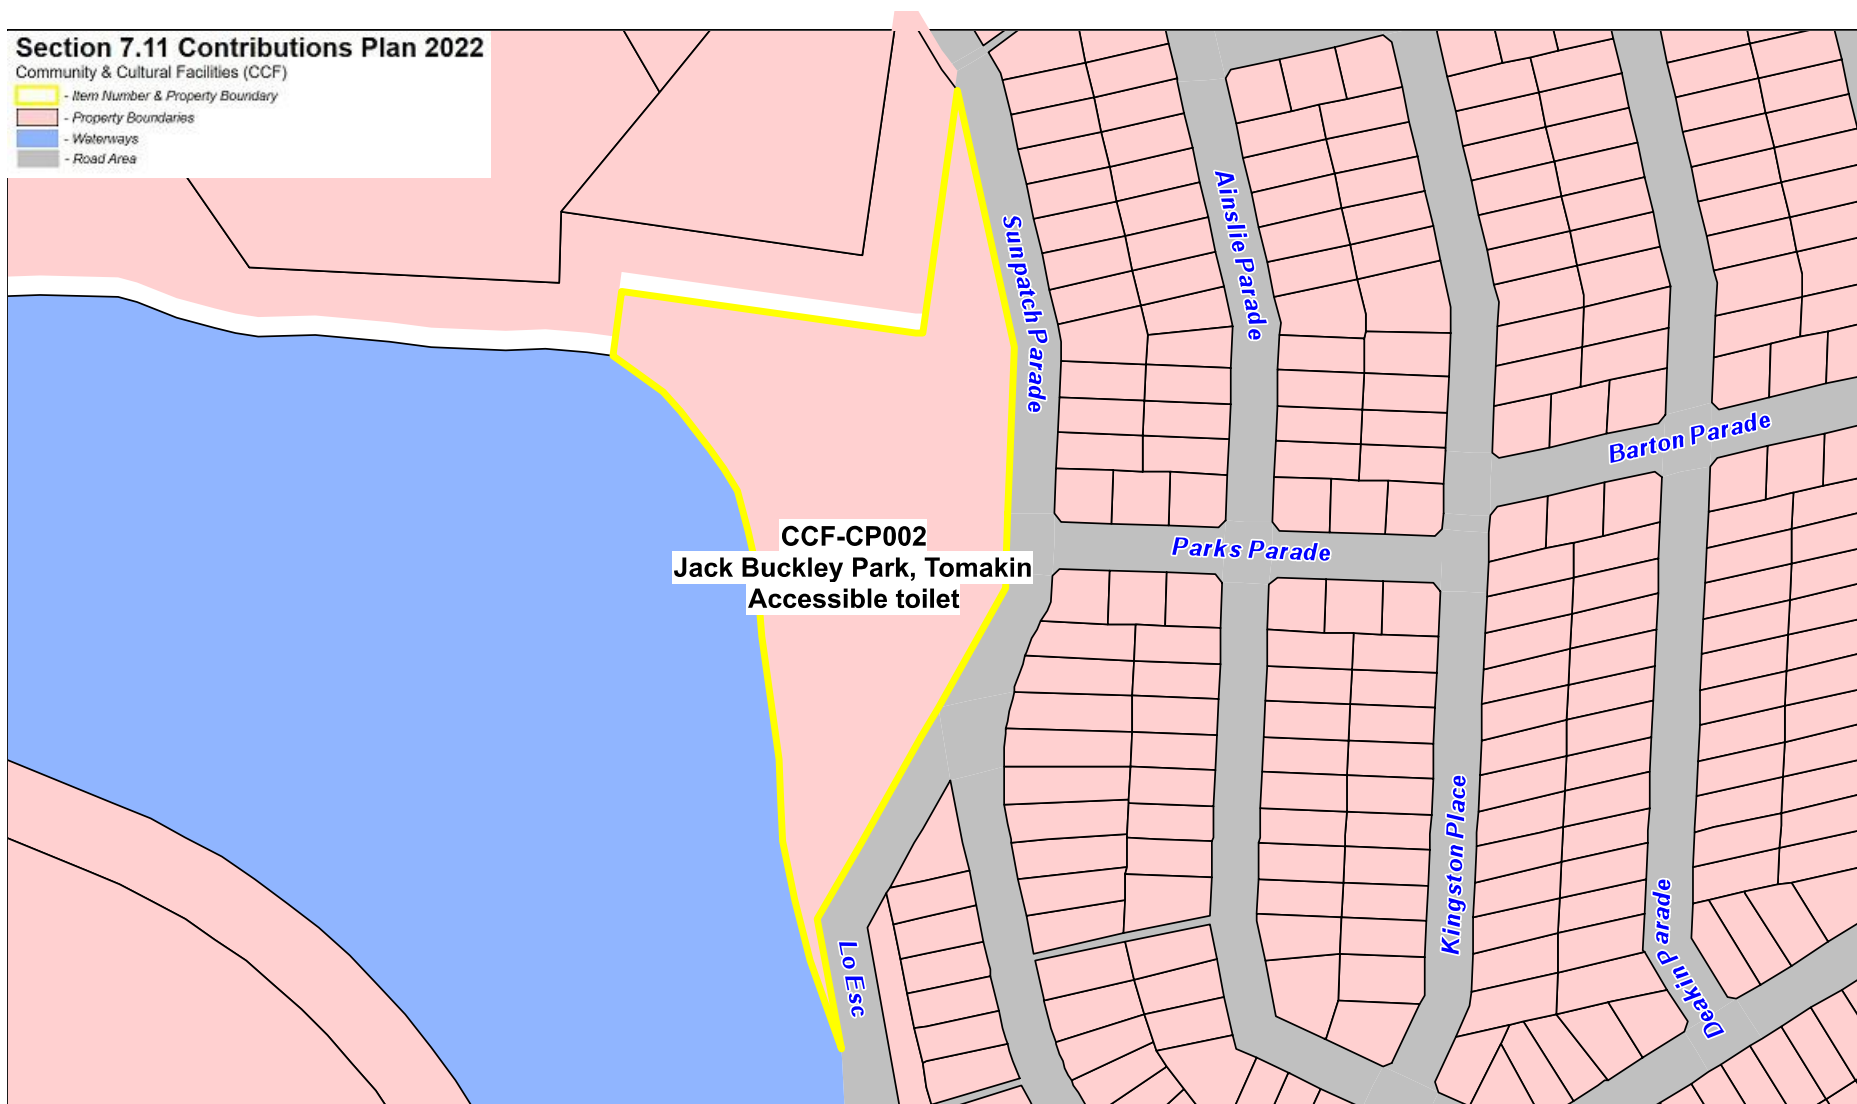 Section 7.11 Contributions Plan 2022
Community & Cultural Facilities (CCF)
- Item Number & Property Boundary
- Property Boundaries
- Waterways
- Road Area
Sunpatch Parade
Ainslie Parade
Barton Parade
CCF-CP002
Jack Buckley Park, Tomakin
Accessible toilet
Parks Parade
Kingston Place
Lo Esc
Deakin Parade